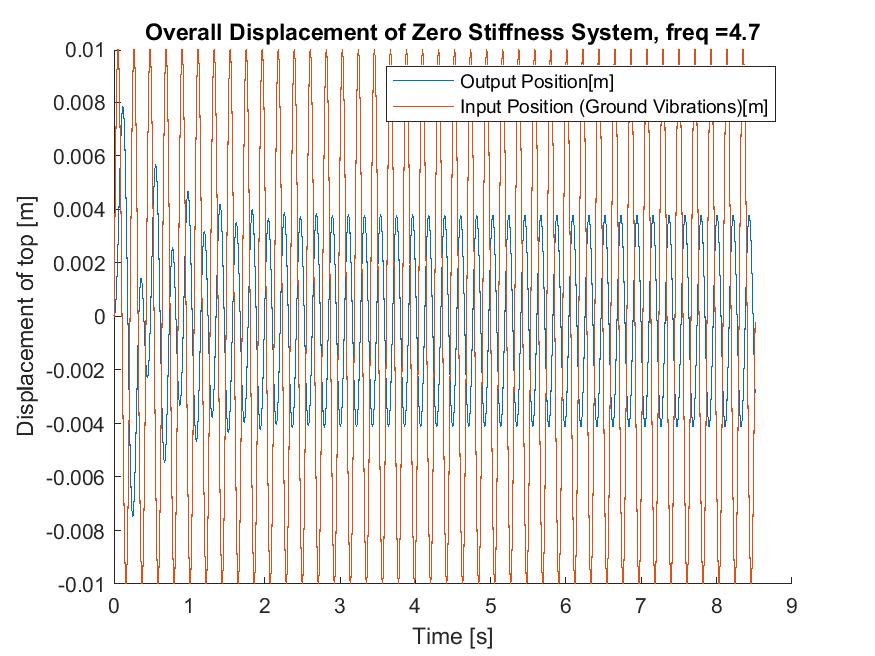 Overall Displacement of Zero Stiffness System, freq =4.7
0.01
0.008
0.006
0.004
0.002
0
-0.002
-0.004
-0.006
-0.008
-0.01
Displacement of top [m]
Output Position[m]
Input Position (Ground Vibrations)[m]
0 1 2 3 4 5 6 7 8 9
Time [s]